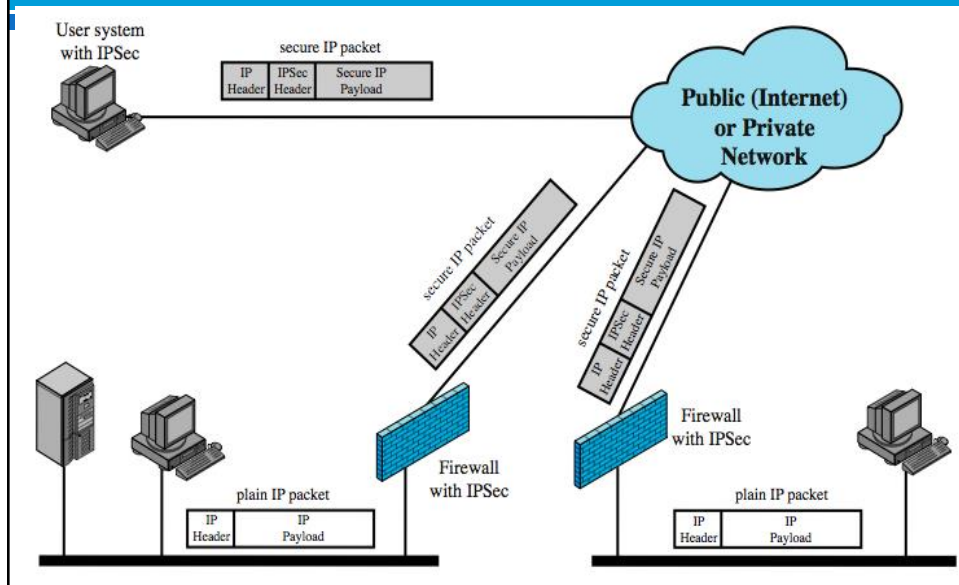 User system
with IPSec
secure IP packet
IP
Header
IPSec
Header
Secure IP
Payload
Public (Internet)
or Private
Network
secure IP packet
IP
Header
IPSec
Header
Secure IP
Payload
secure IP packet
IP
Header
IPSec
Header
Secure IP
Payload
Firewall
with IPSec
Firewall
with IPSec
plain IP packet
IP
Header
IP
Payload
plain IP packet
IP
Header
IP
Payload